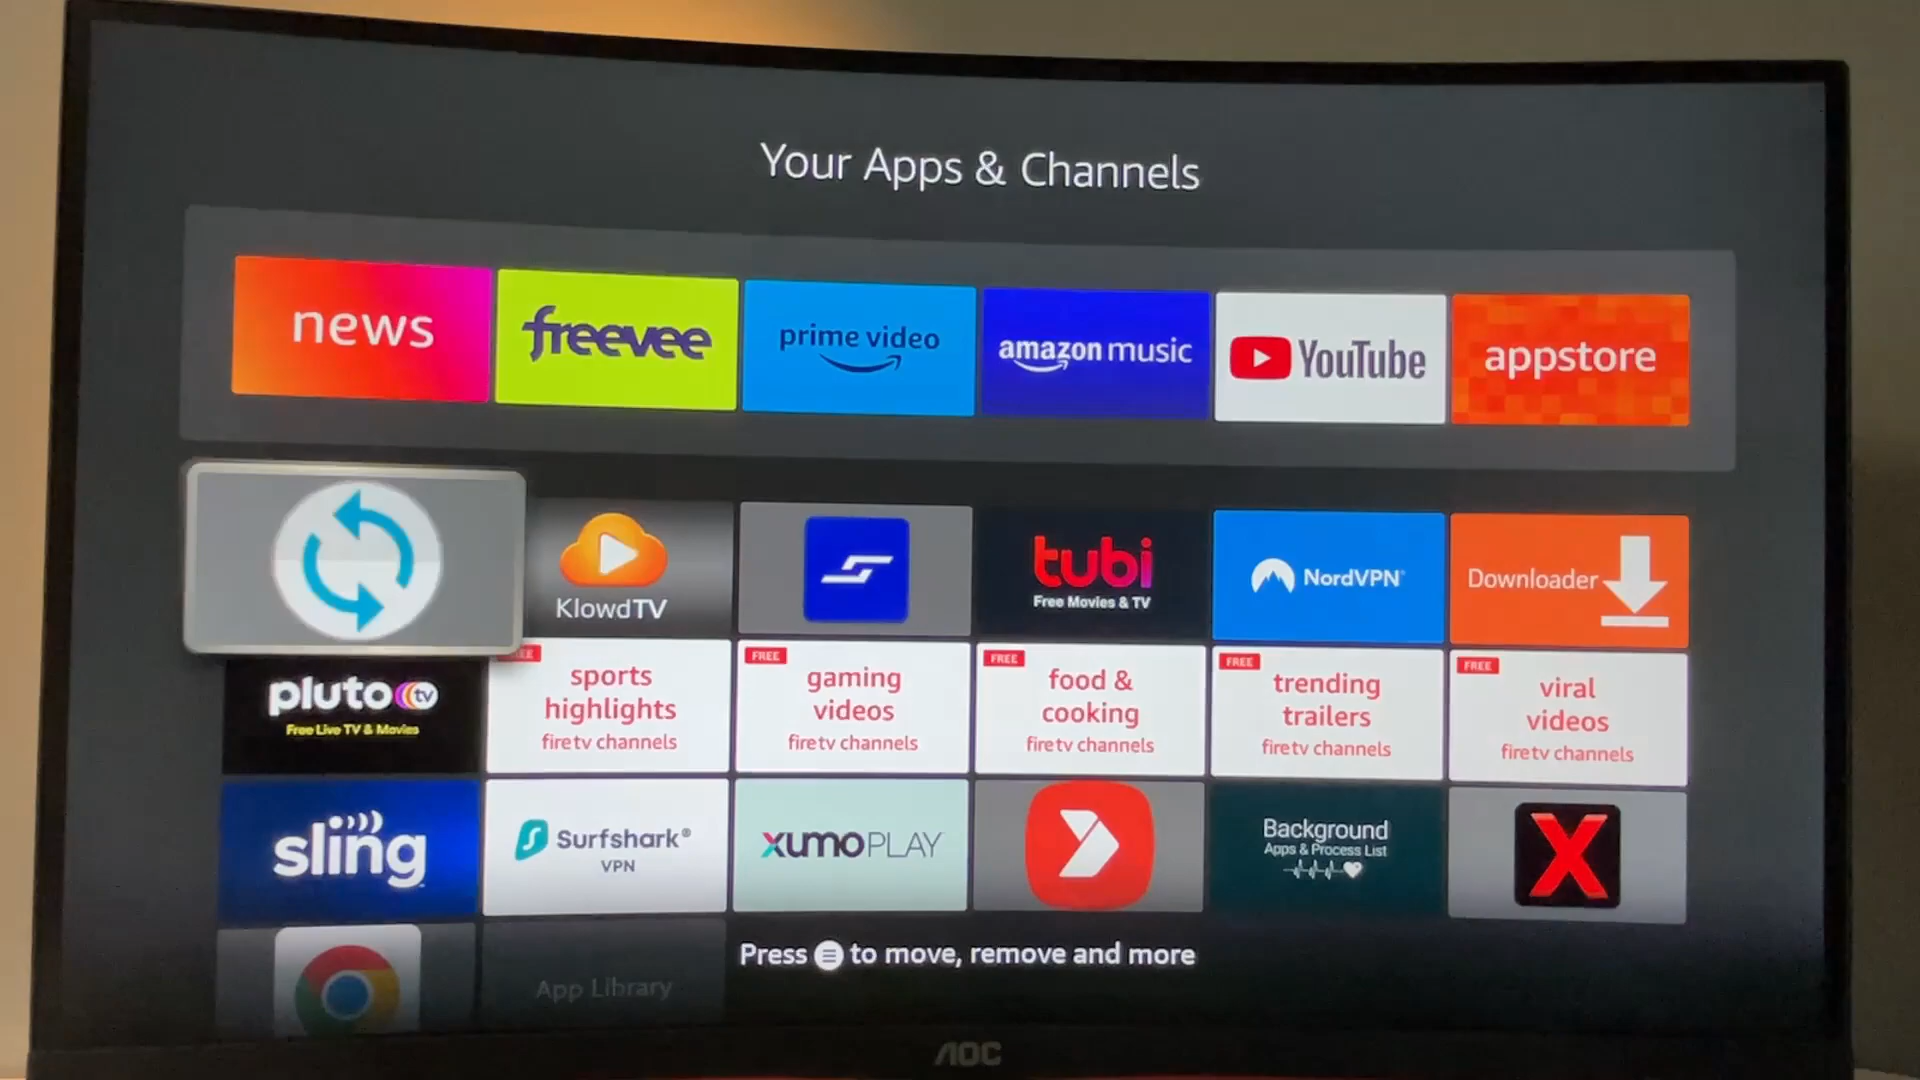 Your Apps & Channels
news
freevee
prime video
amazon music
YouTube
appstore
KlowdTV
tubi
Free Movies & TV
NordVPN®
Downloader
pluto tv
Free Live TV & Movies
FREE
sports
highlights
firetv channels
FREE
gaming
videos
firetv channels
FREE
food &
cooking
firetv channels
FREE
trending
trailers
firetv channels
FREE
viral
videos
firetv channels
sling
Surfshark®
VPN
xumo PLAY
Background
Apps & Process List
X
App Library
Press to move, remove and more
AOC